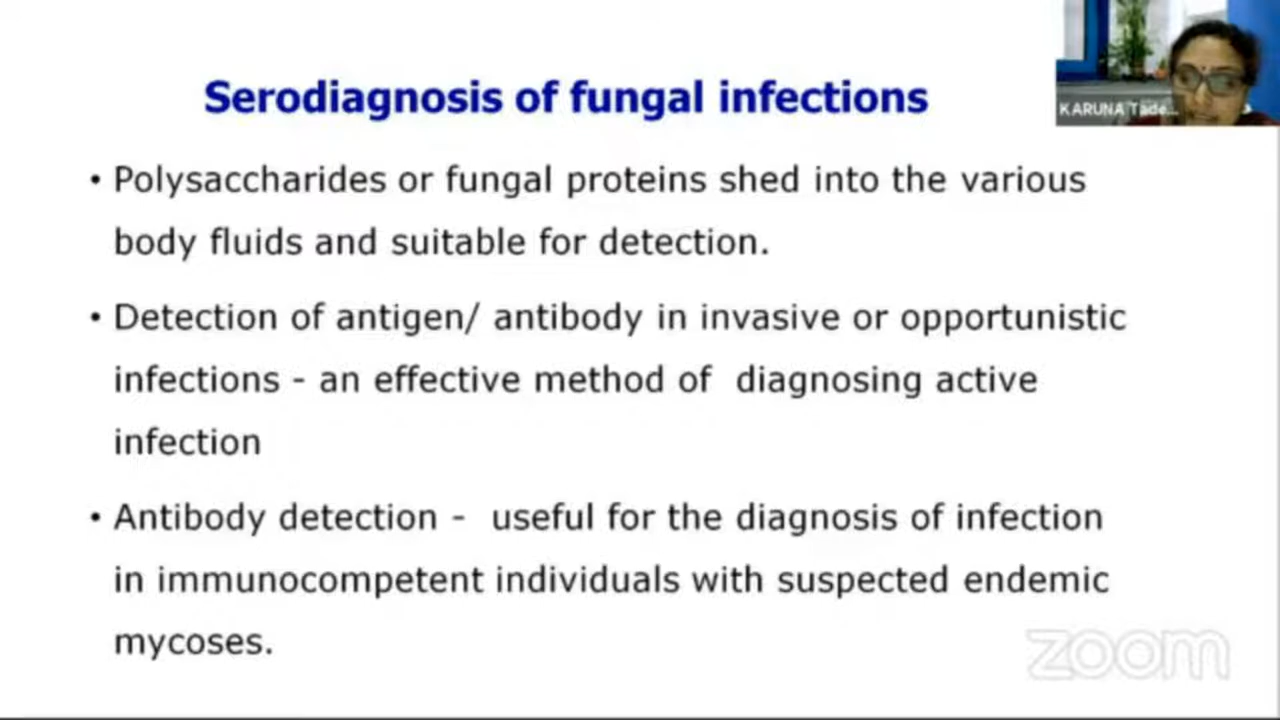 Serodiagnosis of fungal infections
KARUNA Tade...
• Polysaccharides or fungal proteins shed into the various
body fluids and suitable for detection.
• Detection of antigen/ antibody in invasive or opportunistic
infections - an effective method of diagnosing active
infection
• Antibody detection - useful for the diagnosis of infection
in immunocompetent individuals with suspected endemic
mycoses.
zoom